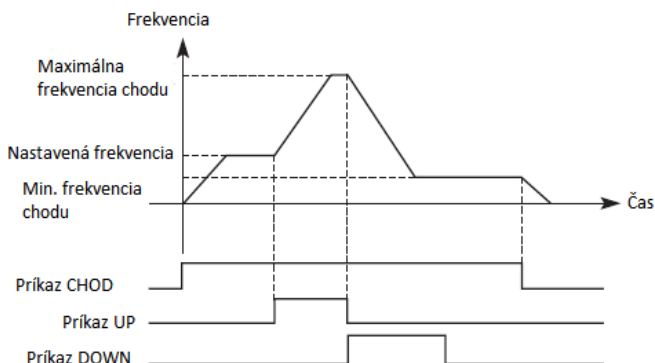 Frekvencia
Maximálna
frekvencia chodu
Nastavená frekvencia
Min. frekvencia
chodu
Čas
Príkaz CHOD
Príkaz UP
Príkaz DOWN